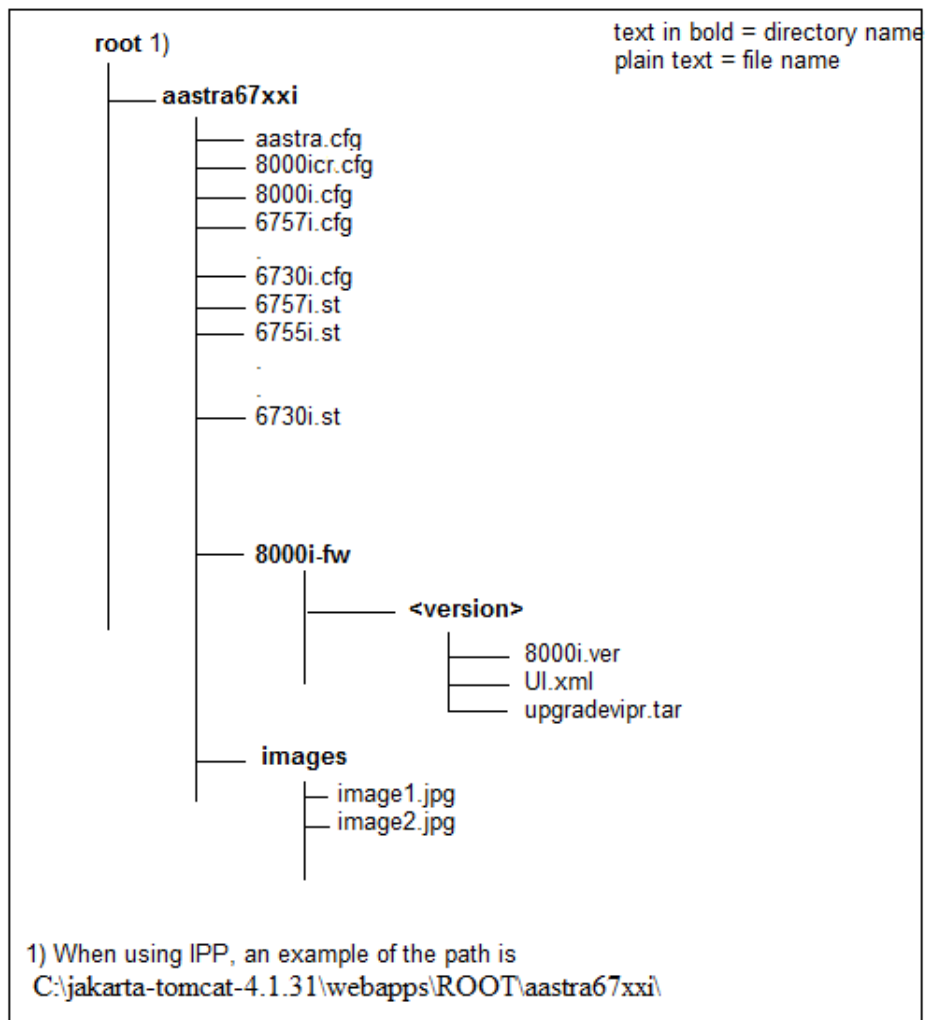 root 1)
text in bold = directory name
plain text = file name
aastra67xxi
aastra.cfg
8000icr.cfg
8000i.cfg
6757i.cfg
.
6730i.cfg
6757i.st
6755i.st
.
.
6730i.st
8000i-fw
<version>
8000i.ver
UI.xml
upgradevipr.tar
images
image1.jpg
image2.jpg
1) When using IPP, an example of the path is
C:\jakarta-tomcat-4.1.31\webapps\ROOT\aastra67xxi\